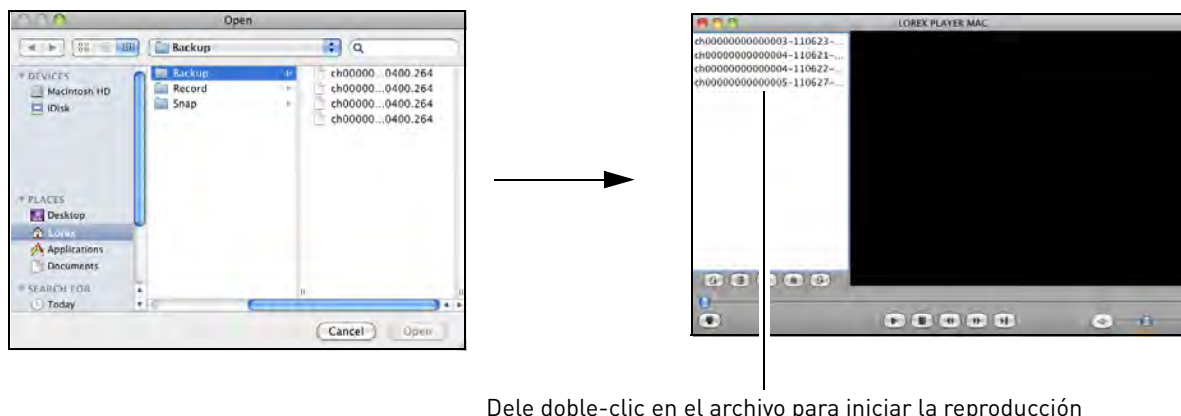 Open
Backup
DEVICES
Macintosh HD
iDisk
PLACES
Desktop
Lorex
Applications
Documents
SEARCH FOR
Today
Backup
Record
Snap
ch00000...0400.264
ch00000...0400.264
ch00000...0400.264
ch00000...0400.264
Cancel
Open
LOREX PLAYER MAC
ch00000000000003-110623-...
ch00000000000004-110621-...
ch00000000000004-110622-...
ch00000000000005-110627-...
Dele doble-clic en el archivo para iniciar la reproducción